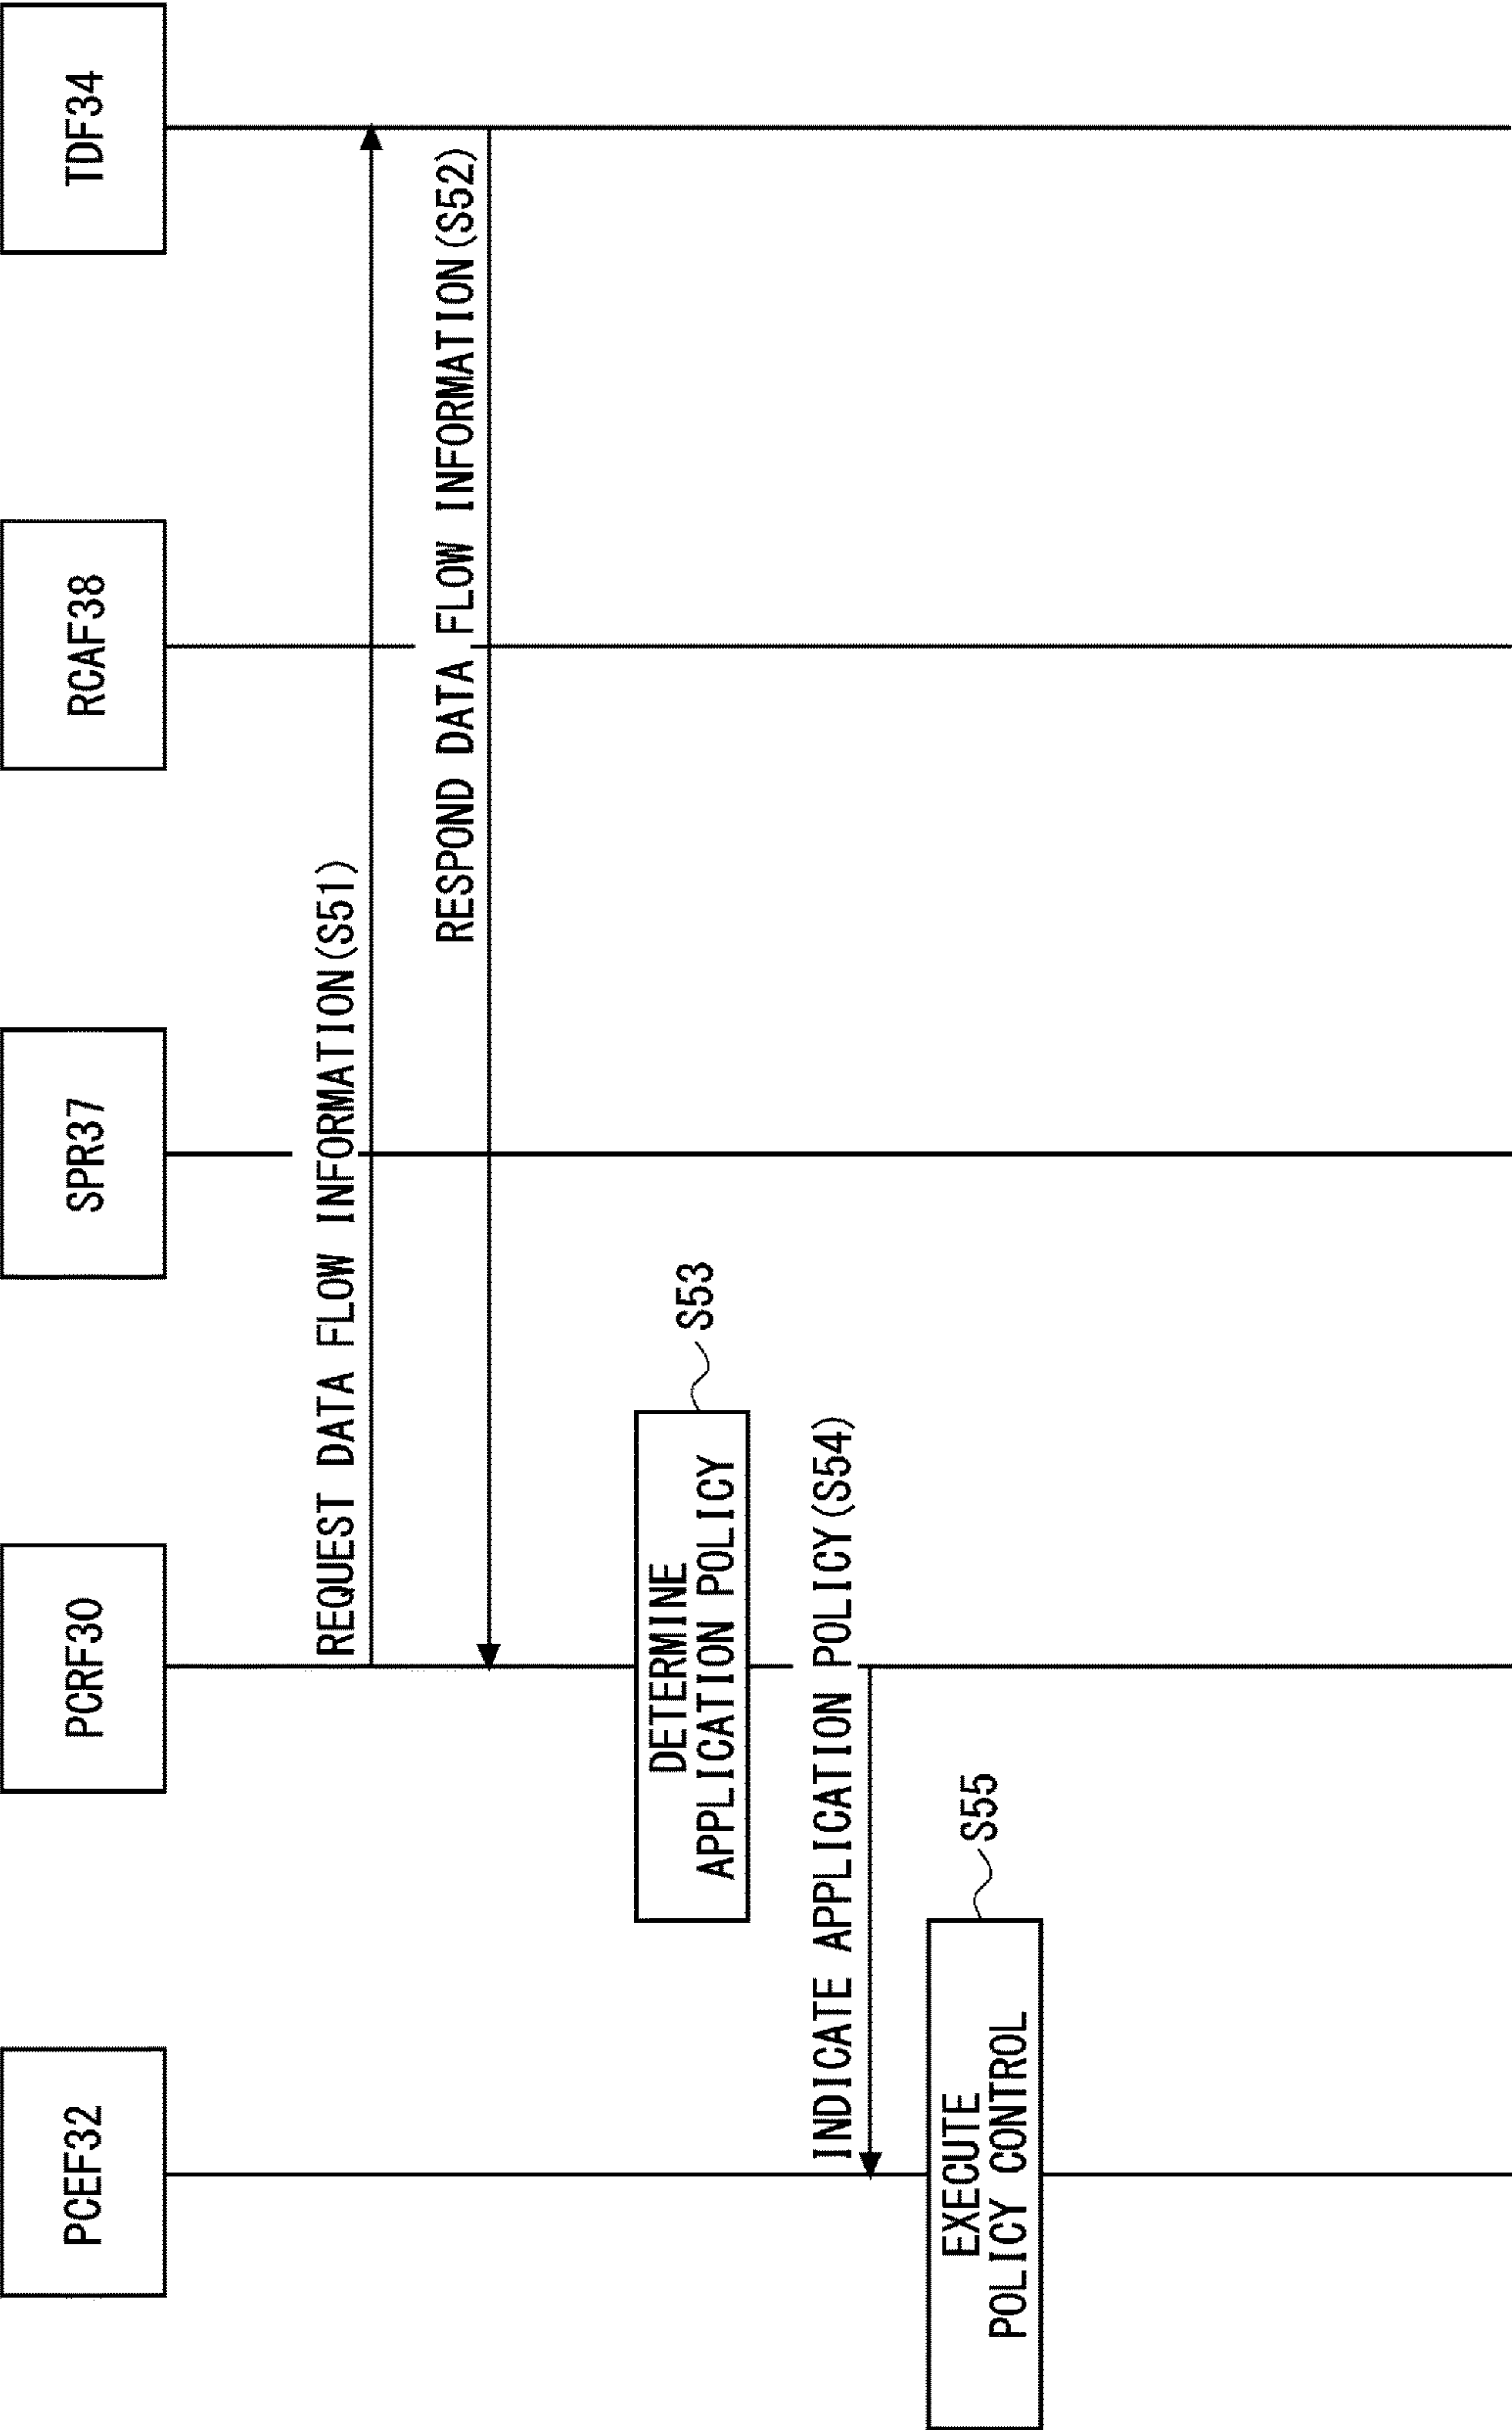 PCEF32
PCRF30
SPR37
RCAF38
TDF34
REQUEST DATA FLOW INFORMATION(S51)
RESPOND DATA FLOW INFORMATION(S52)
DETERMINE
APPLICATION POLICY
S53
INDICATE APPLICATION POLICY(S54)
EXECUTE
POLICY CONTROL
S55